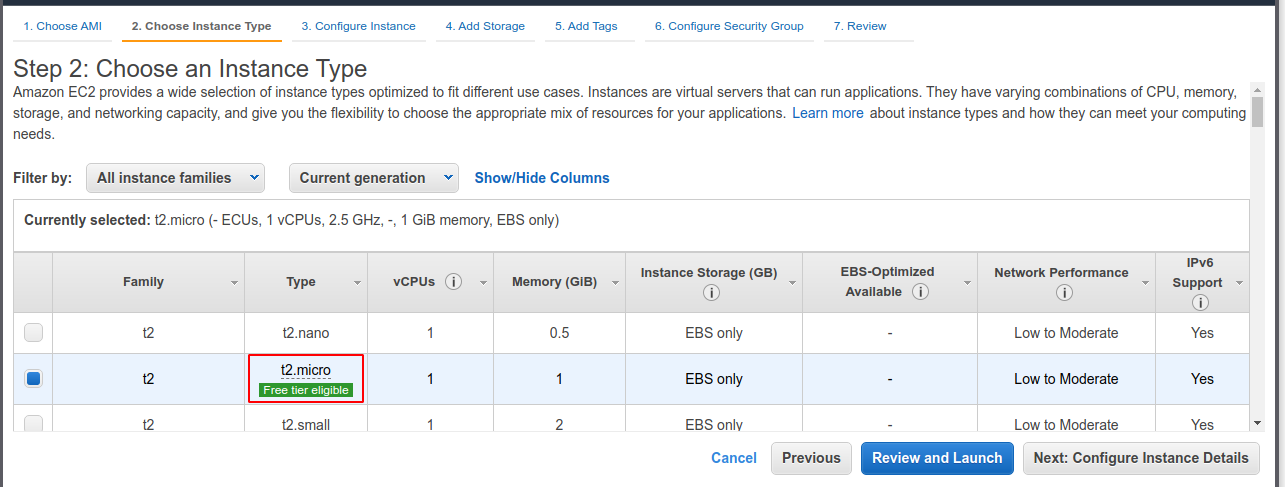 1. Choose AMI 2. Choose Instance Type 3. Configure Instance 4. Add Storage 5. Add Tags 6. Configure Security Group 7. Review
Step 2: Choose an Instance Type
Amazon EC2 provides a wide selection of instance types optimized to fit different use cases. Instances are virtual servers that can run applications. They have varying combinations of CPU, memory,
storage, and networking capacity, and give you the flexibility to choose the appropriate mix of resources for your applications. Learn more about instance types and how they can meet your computing
needs.
Filter by: All instance families Current generation Show/Hide Columns
Currently selected: t2.micro (- ECUs, 1 vCPUs, 2.5 GHz, -, 1 GiB memory, EBS only)
Family Type vCPUs i Memory (GiB) Instance Storage (GB) i EBS-Optimized Available i Network Performance i IPv6 Support i
t2 t2.nano 1 0.5 EBS only - Low to Moderate Yes
t2 t2.micro Free tier eligible 1 1 EBS only - Low to Moderate Yes
t2 t2.small 1 2 EBS only - Low to Moderate Yes
Cancel Previous Review and Launch Next: Configure Instance Details